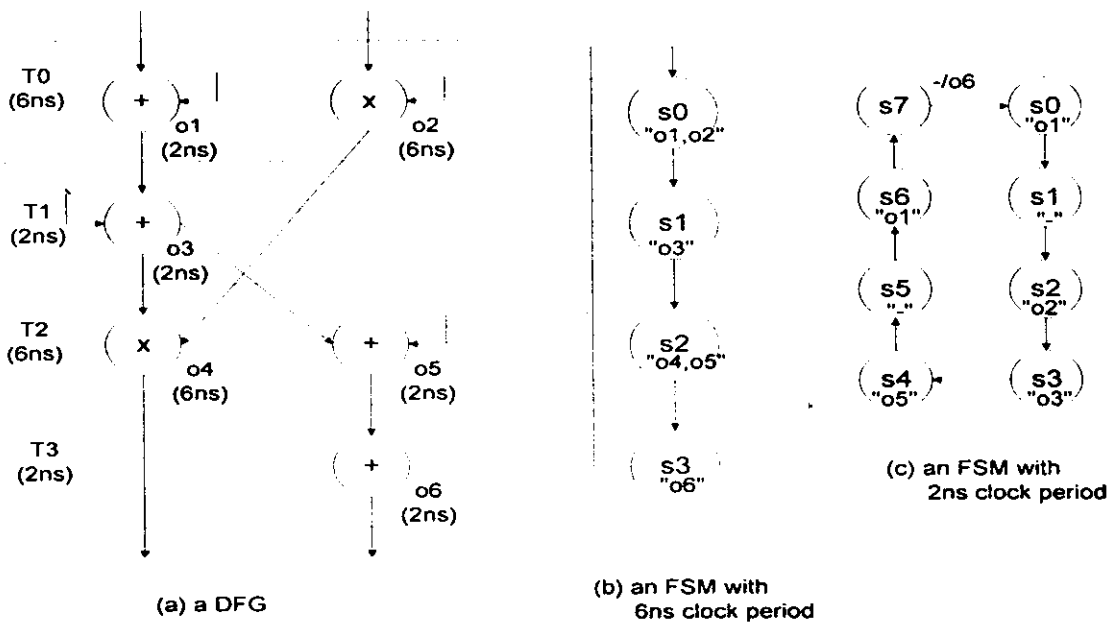 T0
(6ns)
+
o1
(2ns)
x
o2
(6ns)
T1
(2ns)
+
o3
(2ns)
T2
(6ns)
x
o4
(6ns)
+
o5
(2ns)
T3
(2ns)
+
o6
(2ns)
(a) a DFG
s0
"o1,o2"
s1
"o3"
s2
"o4,o5"
s3
"o6"
(b) an FSM with
6ns clock period
s7
-/o6
s0
"o1"
s6
"o1"
s1
"-"
s5
"-"
s2
"o2"
s4
"o5"
s3
"o3"
(c) an FSM with
2ns clock period